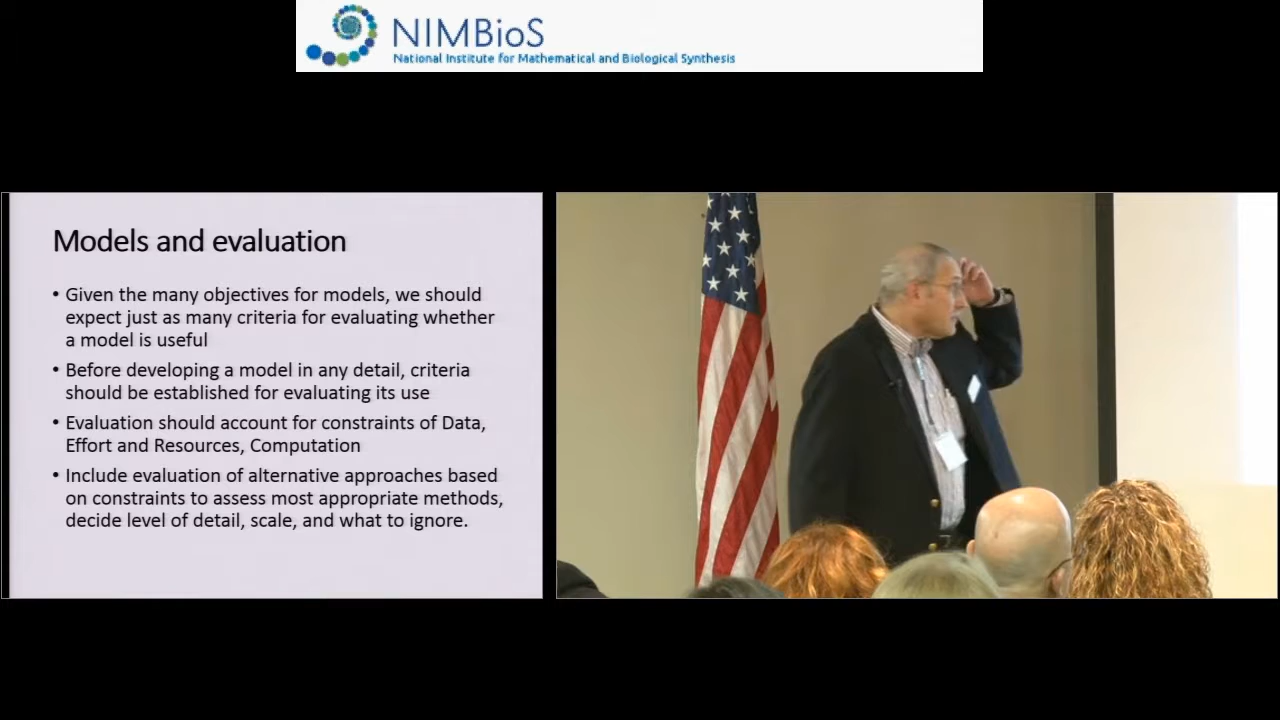 NIMBioS
National Institute for Mathematical and Biological Synthesis
Models and evaluation
• Given the many objectives for models, we should
expect just as many criteria for evaluating whether
a model is useful
• Before developing a model in any detail, criteria
should be established for evaluating its use
• Evaluation should account for constraints of Data,
Effort and Resources, Computation
• Include evaluation of alternative approaches based
on constraints to assess most appropriate methods,
decide level of detail, scale, and what to ignore.